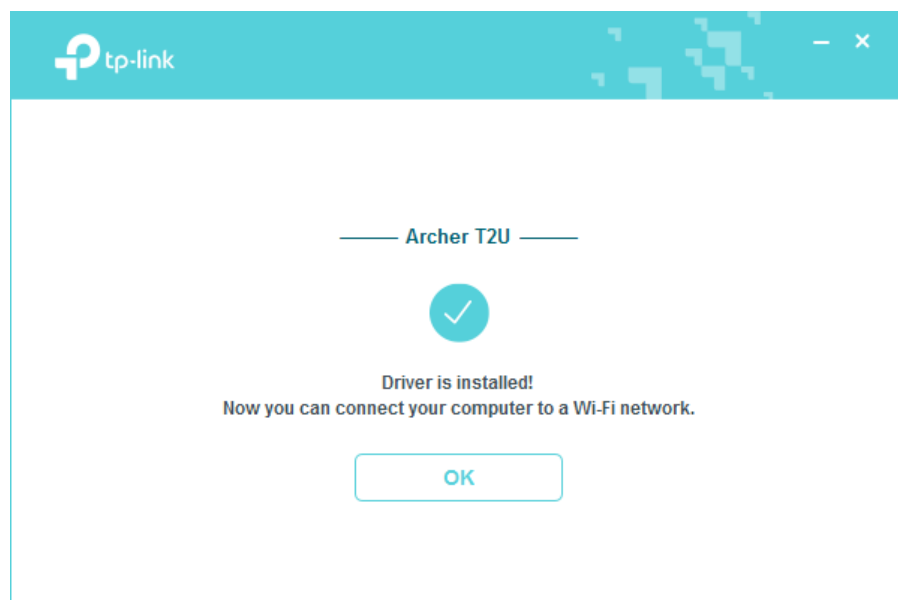 tp-link
Archer T2U
Driver is installed!
Now you can connect your computer to a Wi-Fi network.
OK